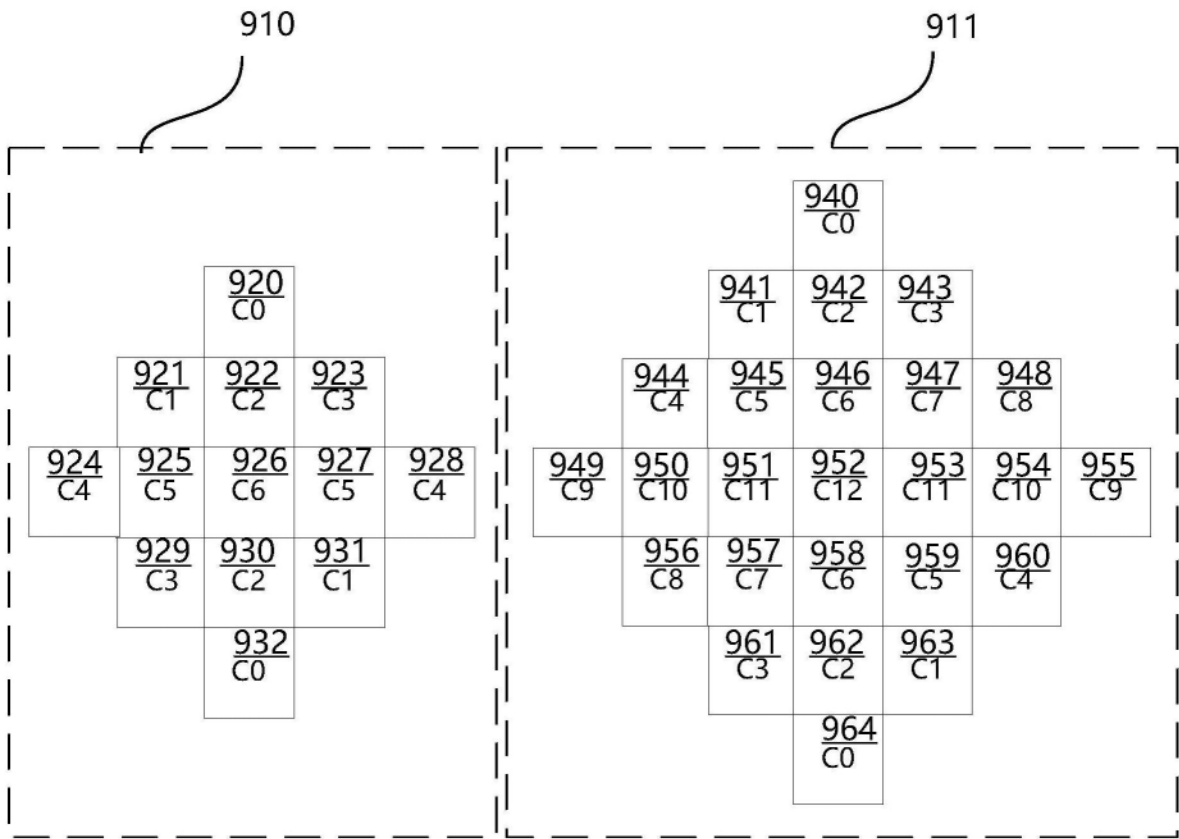 910
911
920
C0
921 922 923
C1 C2 C3
924 925 926 927 928
C4 C5 C6 C5 C4
929 930 931
C3 C2 C1
932
C0
940
C0
941 942 943
C1 C2 C3
944 945 946 947 948
C4 C5 C6 C7 C8
949 950 951 952 953 954 955
C9 C10 C11 C12 C11 C10 C9
956 957 958 959 960
C8 C7 C6 C5 C4
961 962 963
C3 C2 C1
964
C0